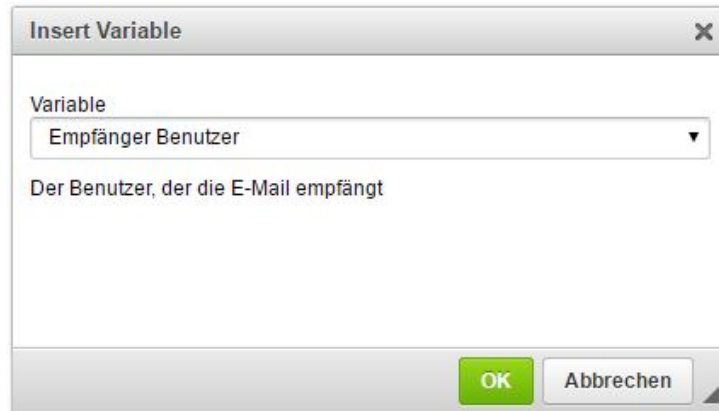 Insert Variable
Variable
Empfänger Benutzer
Der Benutzer, der die E-Mail empfängt
OK
Abbrechen